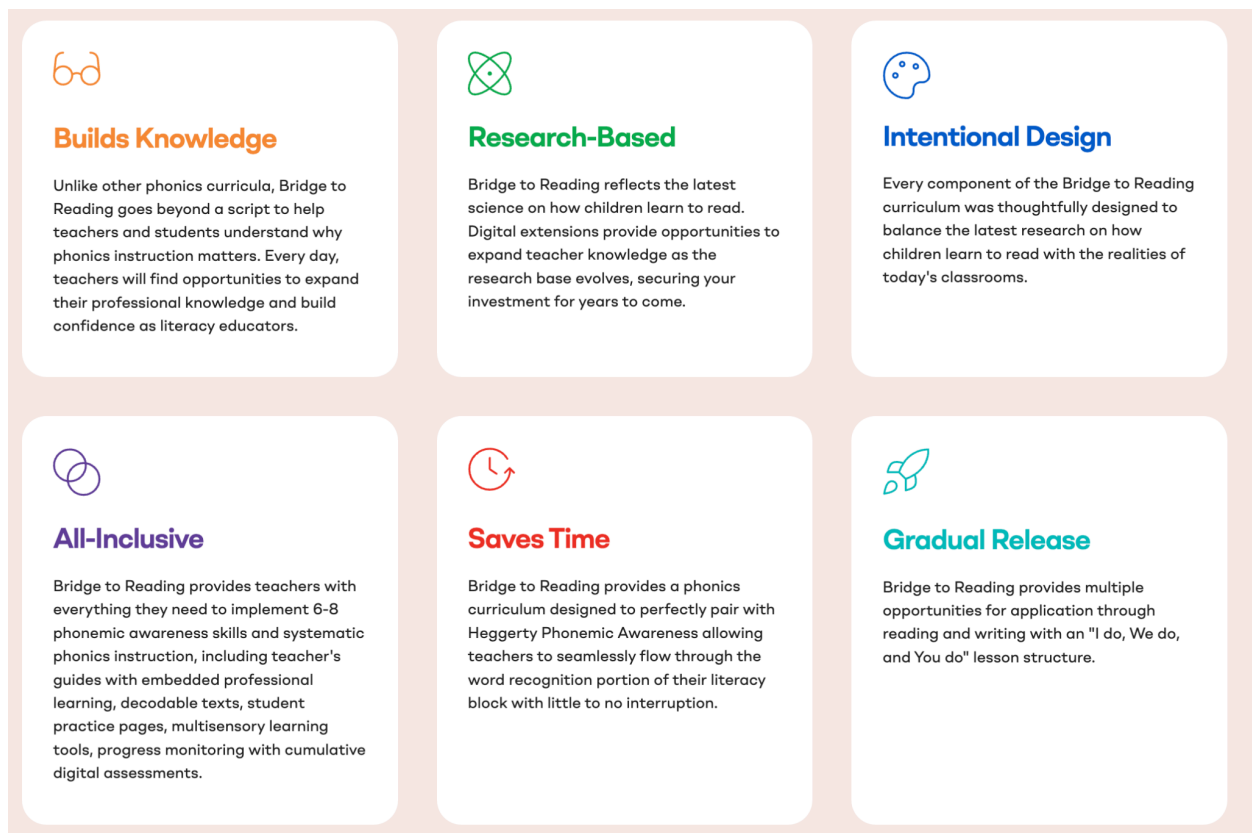 Builds Knowledge
Unlike other phonics curricula, Bridge to
Reading goes beyond a script to help
teachers and students understand why
phonics instruction matters. Every day,
teachers will find opportunities to expand
their professional knowledge and build
confidence as literacy educators.
Research-Based
Bridge to Reading reflects the latest
science on how children learn to read.
Digital extensions provide opportunities to
expand teacher knowledge as the
research base evolves, securing your
investment for years to come.
Intentional Design
Every component of the Bridge to Reading
curriculum was thoughtfully designed to
balance the latest research on how
children learn to read with the realities of
today's classrooms.
All-Inclusive
Bridge to Reading provides teachers with
everything they need to implement 6-8
phonemic awareness skills and systematic
phonics instruction, including teacher's
guides with embedded professional
learning, decodable texts, student
practice pages, multisensory learning
tools, progress monitoring with cumulative
digital assessments.
Saves Time
Bridge to Reading provides a phonics
curriculum designed to perfectly pair with
Heggerty Phonemic Awareness allowing
teachers to seamlessly flow through the
word recognition portion of their literacy
block with little to no interruption.
Gradual Release
Bridge to Reading provides multiple
opportunities for application through
reading and writing with an "I do, We do,
and You do" lesson structure.